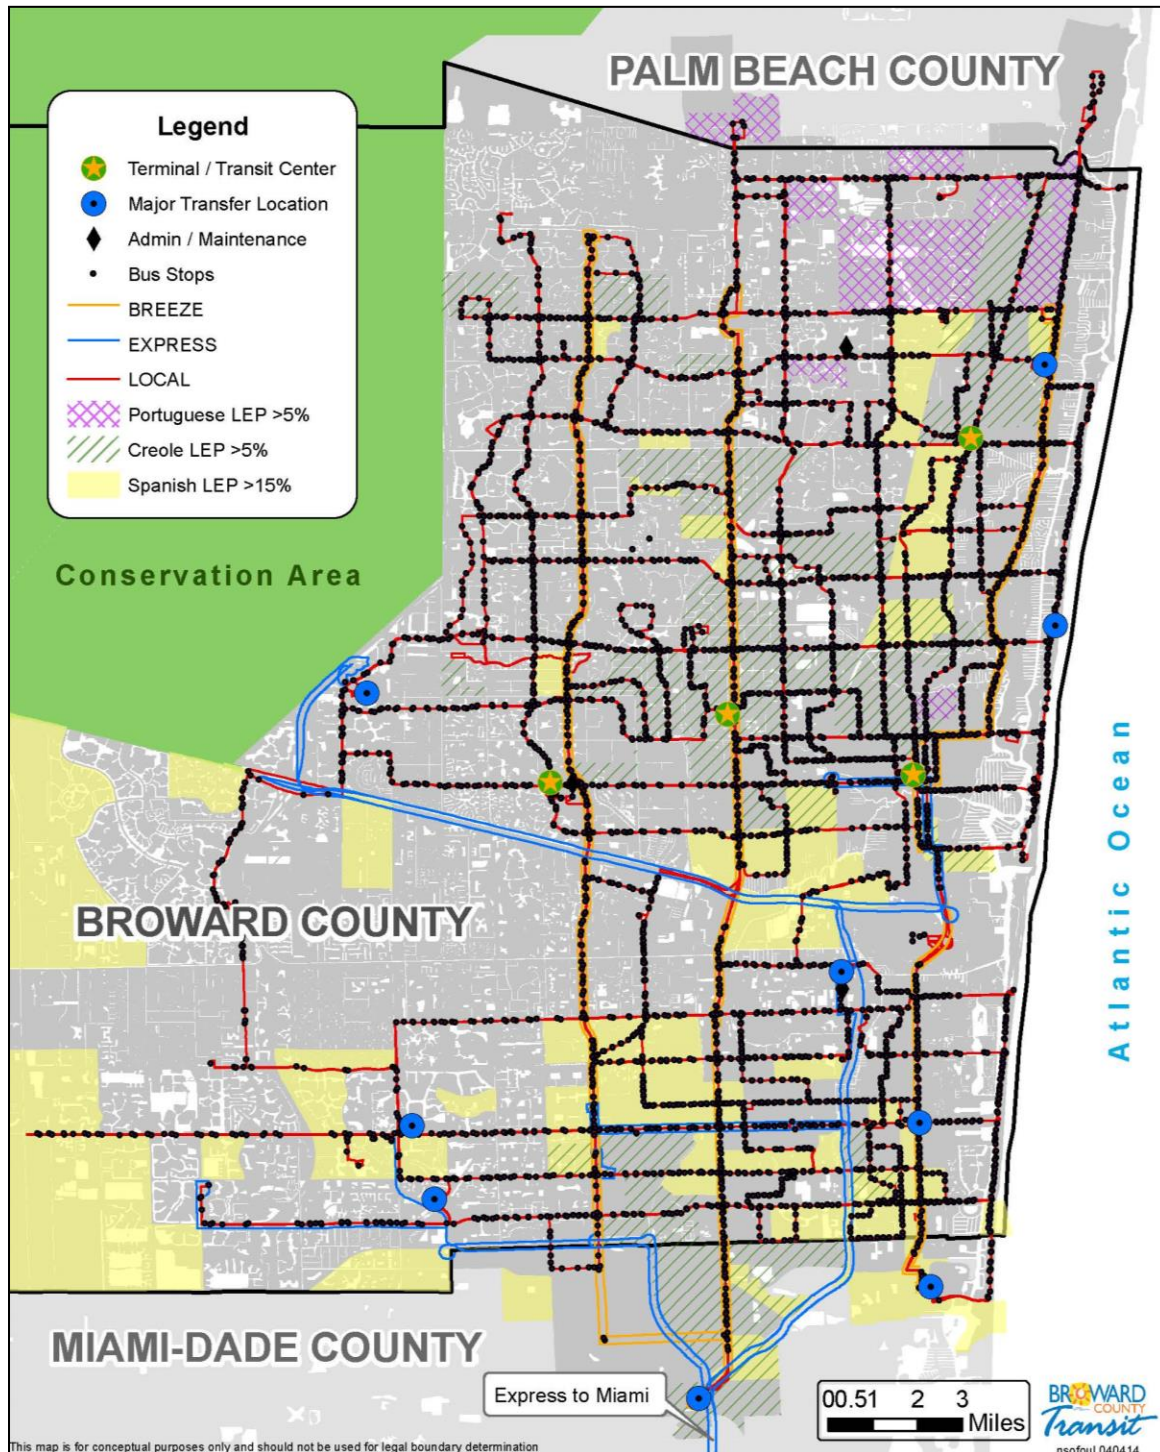 PALM BEACH COUNTY
Legend
Terminal / Transit Center
Major Transfer Location
Admin / Maintenance
Bus Stops
BREEZE
EXPRESS
LOCAL
Portuguese LEP >5%
Creole LEP >5%
Spanish LEP >15%
Conservation Area
Atlantic Ocean
BROWARD COUNTY
MIAMI-DADE COUNTY
Express to Miami
00.51 2 3
Miles
BROWARD
COUNTY
Transit
This map is for conceptual purposes only and should not be used for legal boundary determination
nsofoul 040414